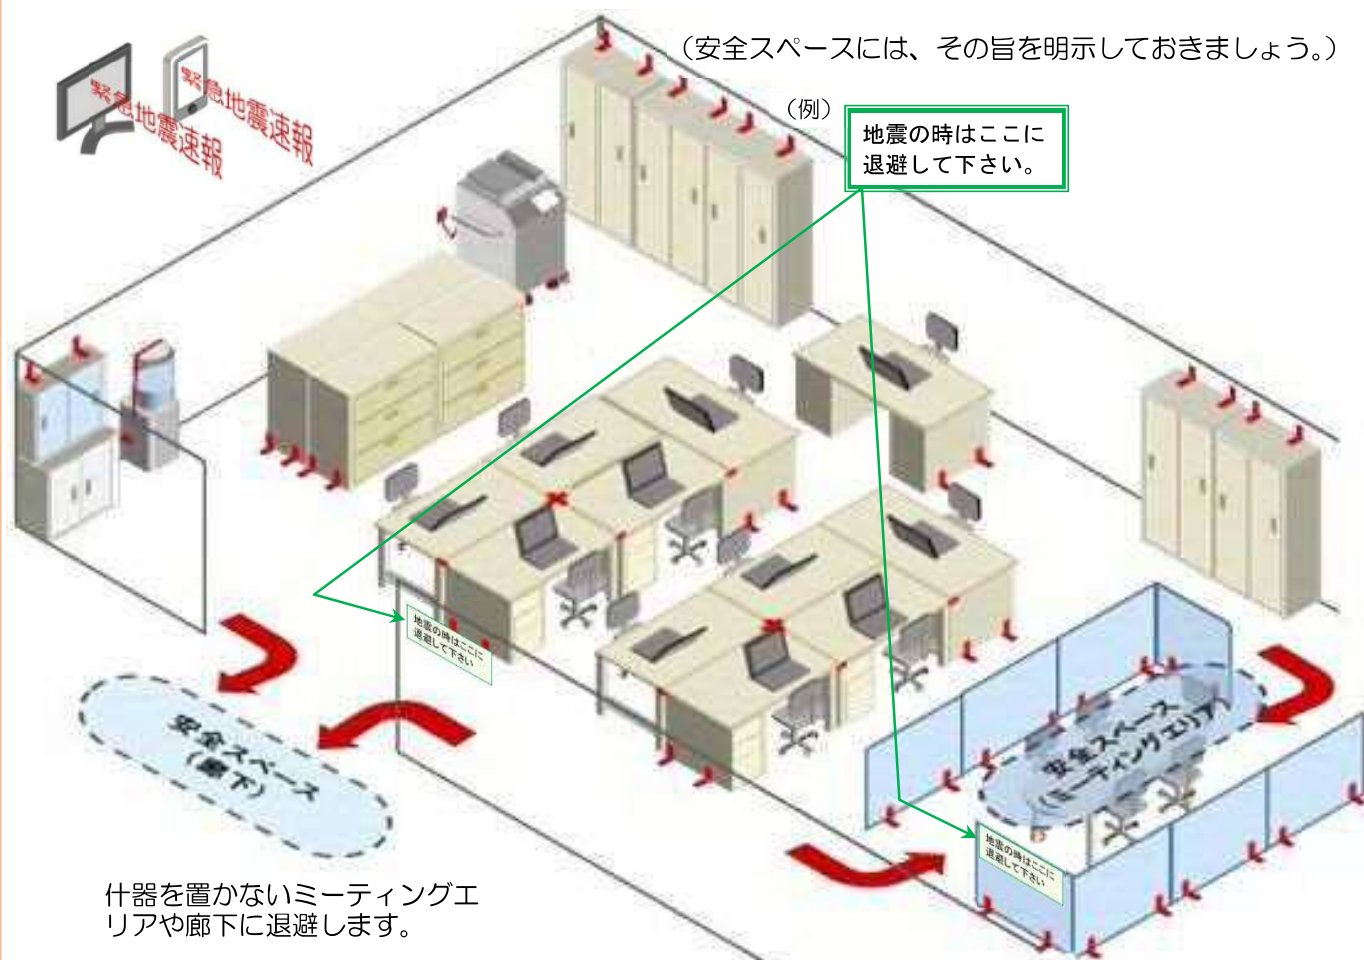 (安全スペースには、その旨を明示しておきましょう。)
緊急地震速報
緊急地震速報
(例)
地震の時はここに
退避して下さい。
地震の時はここに
退避して下さい
安全スペース
(廊下)
安全スペース
(ミーティングエリア)
地震の時はここに
退避して下さい
什器を置かないミーティングエ
リアや廊下に退避します。